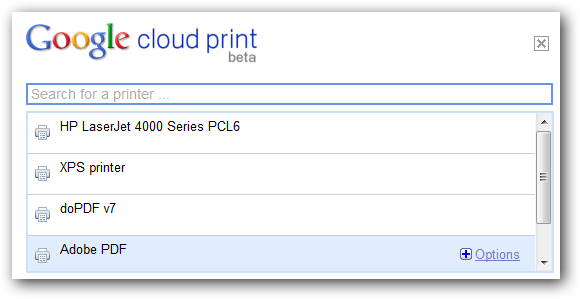 Google cloud print
beta
Search for a printer ...
HP LaserJet 4000 Series PCL6
XPS printer
doPDF v7
Adobe PDF
Options